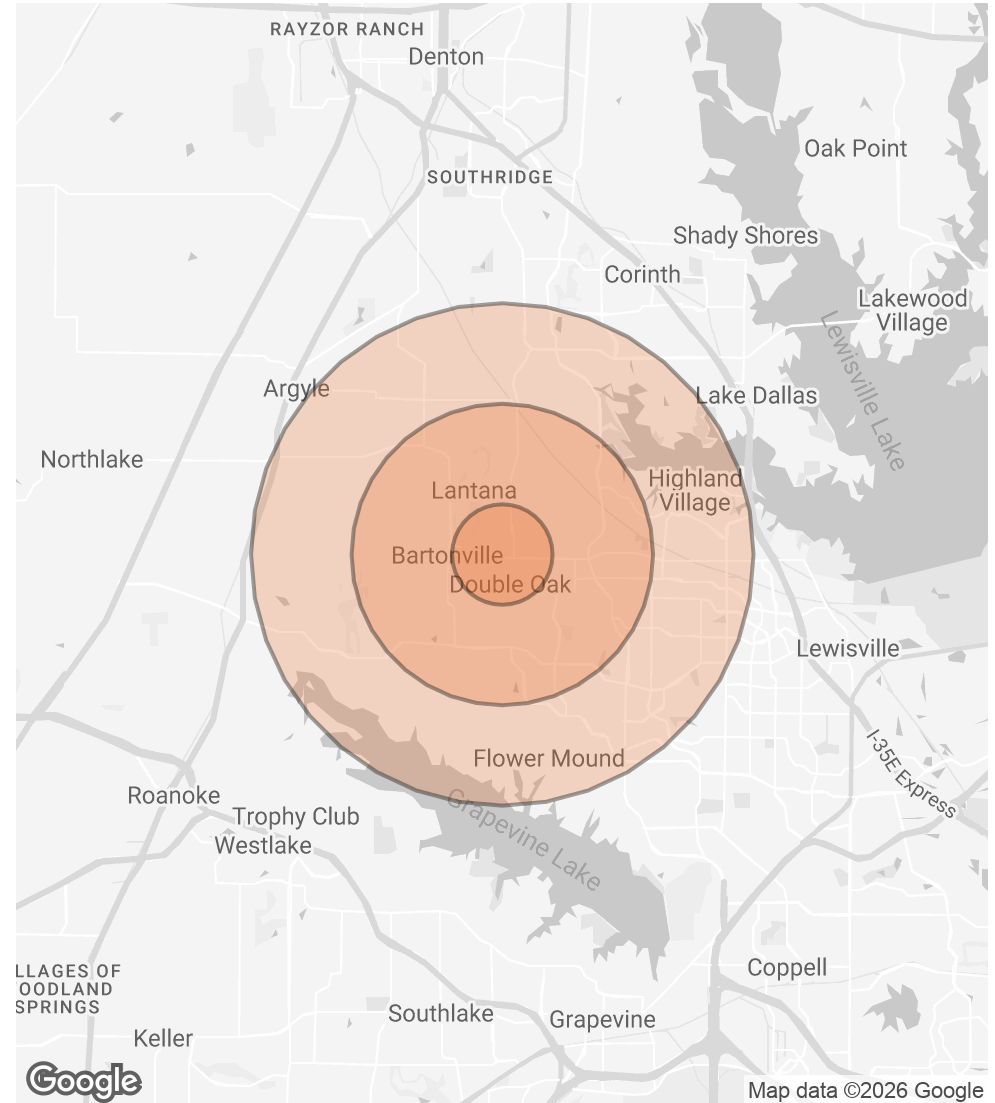 RAYZOR RANCH
Denton
Oak Point
SOUTHRIDGE
Shady Shores
Corinth
Lakewood
Village
Lewisville Lake
Argyle
Lake Dallas
Northlake
Highland
Village
Lantana
Bartonville
Double Oak
Lewisville
I-35E Express
Flower Mound
Roanoke
Trophy Club
Westlake
Grapevine Lake
Coppell
LLAGES OF
OODLAND
SPRINGS
Southlake
Grapevine
Keller
Google
Map data ©2026 Google